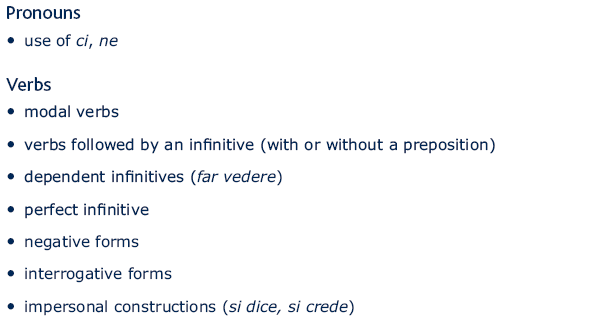 Pronouns
• use of ci, ne
Verbs
• modal verbs
• verbs followed by an infinitive (with or without a preposition)
• dependent infinitives (far vedere)
• perfect infinitive
• negative forms
• interrogative forms
• impersonal constructions (si dice, si crede)